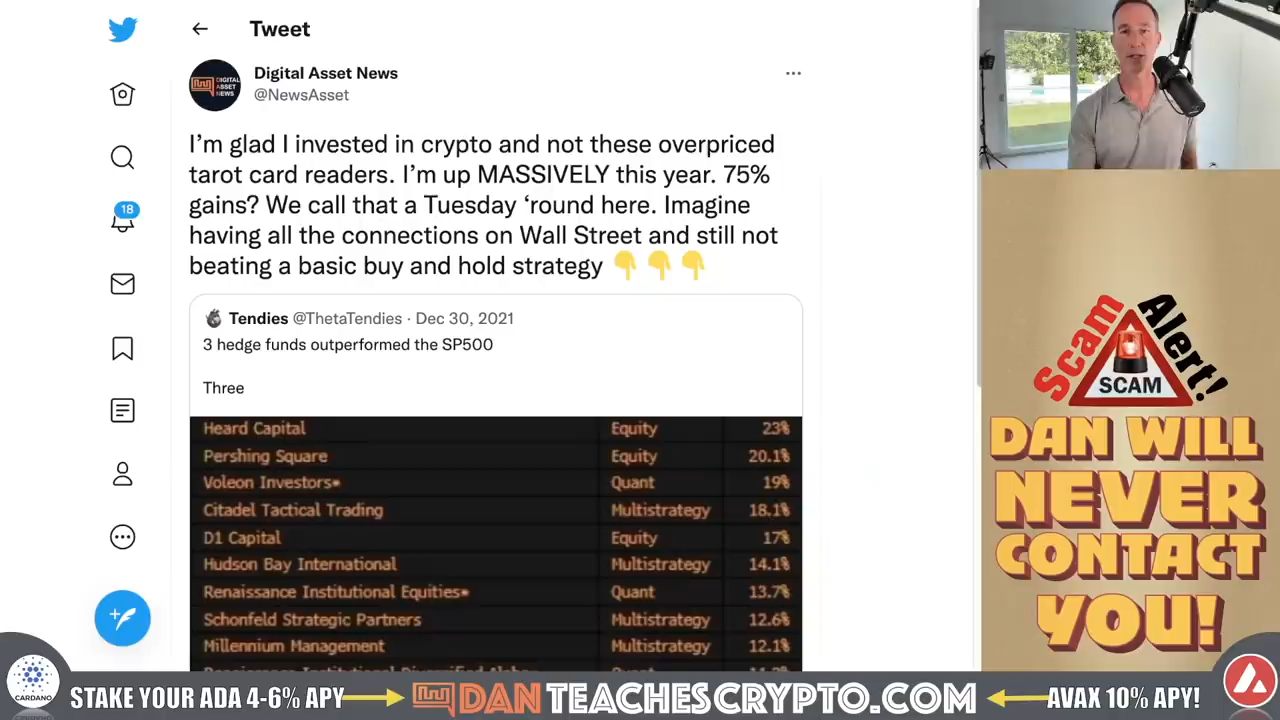 Tweet
Digital Asset News
@NewsAsset
I'm glad I invested in crypto and not these overpriced
tarot card readers. I'm up MASSIVELY this year. 75%
gains? We call that a Tuesday ‘round here. Imagine
having all the connections on Wall Street and still not
beating a basic buy and hold strategy 👇👇👇
Tendies @ThetaTendies · Dec 30, 2021
3 hedge funds outperformed the SP500
Three
Heard Capital Equity 23%
Pershing Square Equity 20.1%
Voleon Investors* Quant 19%
Citadel Tactical Trading Multistrategy 18.1%
D1 Capital Equity 17%
Hudson Bay International Multistrategy 14.1%
Renaissance Institutional Equities* Quant 13.7%
Schonfeld Strategic Partners Multistrategy 12.6%
Millennium Management Multistrategy 12.1%
18
DIGITAL
ASSET
NEWS
Scam Alert!
SCAM
DAN WILL
NEVER
CONTACT
YOU!
CARDANO
STAKE YOUR ADA 4-6% APY
DANTEACHESCRYPTO.COM
AVAX 10% APY!